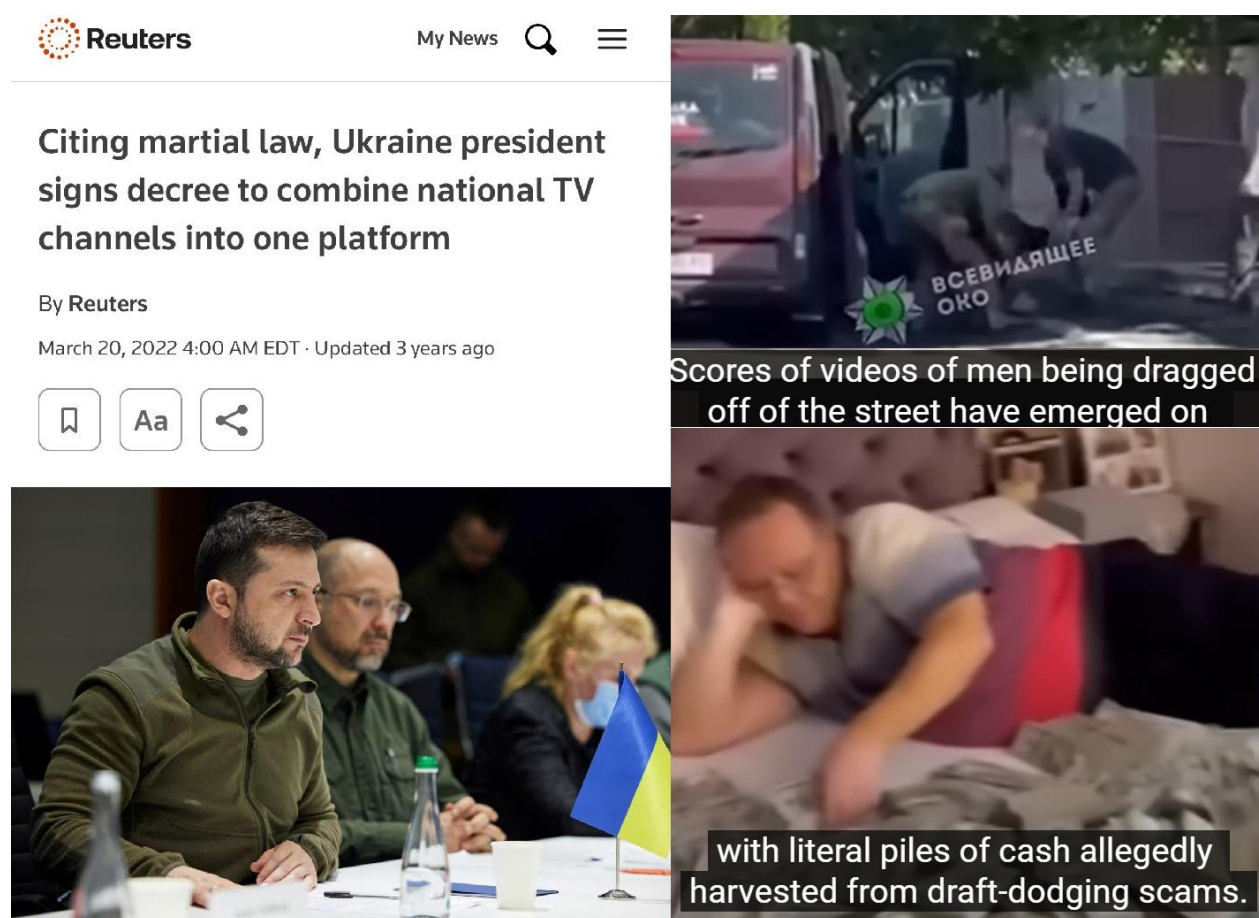 Reuters
My News
Citing martial law, Ukraine president
signs decree to combine national TV
channels into one platform
By Reuters
March 20, 2022 4:00 AM EDT · Updated 3 years ago
Aa
ВСЕВИДЯЩЕЕ
ОКО
Scores of videos of men being dragged
off of the street have emerged on
with literal piles of cash allegedly
harvested from draft-dodging scams.